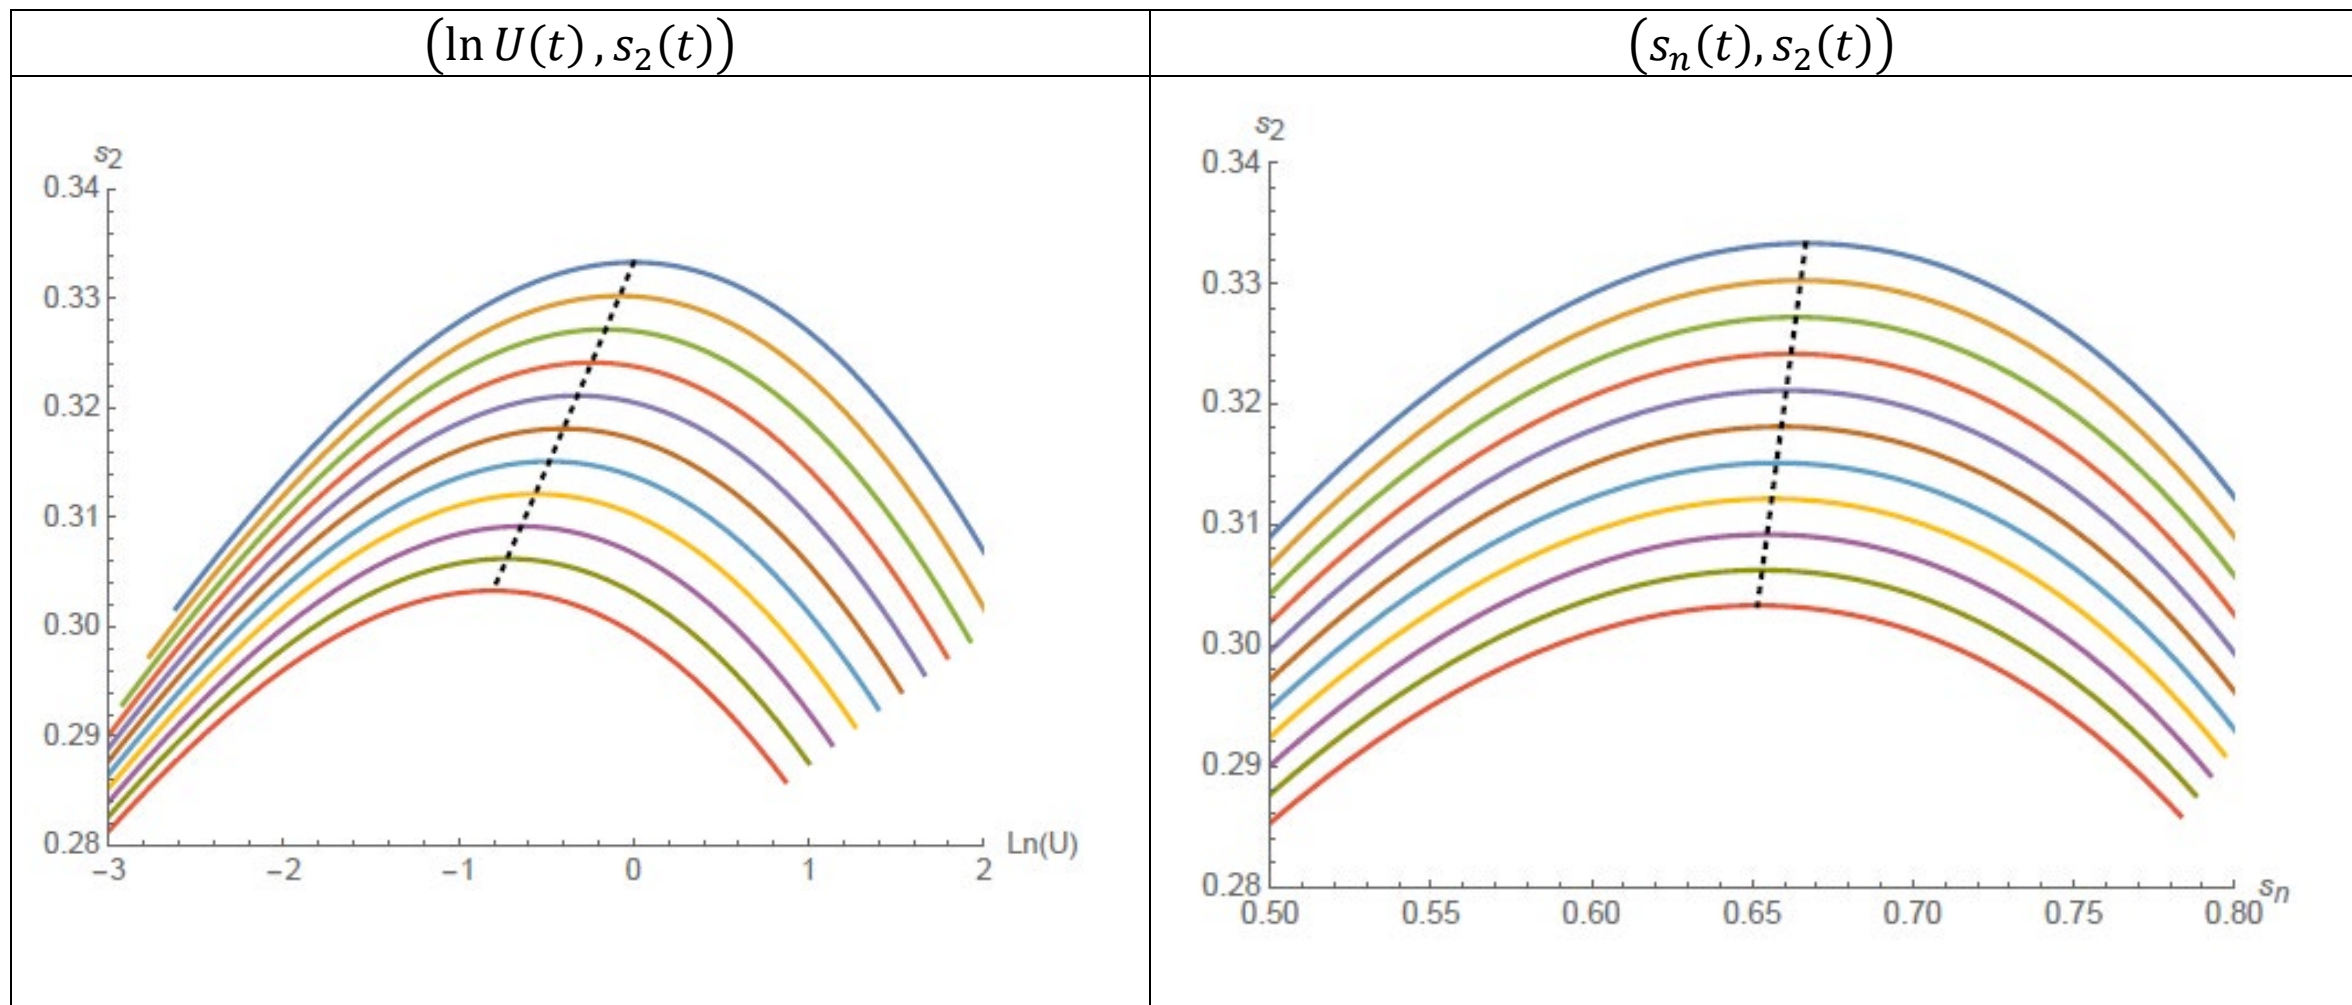 (ln U(t), s₂(t))
(sₙ(t), s₂(t))
s₂
0.34
0.33
0.32
0.31
0.30
0.29
0.28
−3 −2 −1 0 1 2
Ln(U)
s₂
0.34
0.33
0.32
0.31
0.30
0.29
0.28
0.50 0.55 0.60 0.65 0.70 0.75 0.80
sₙ